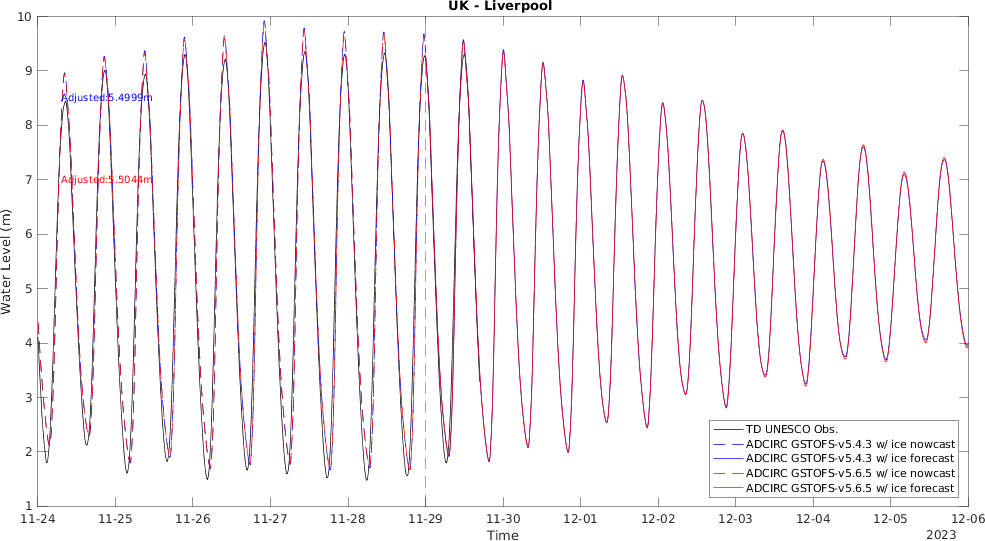 UK - Liverpool
10
9
8
7
6
5
4
3
2
1
Water Level (m)
Adjusted:5.4999m
Adjusted:5.5044m
TD UNESCO Obs.
ADCIRC GSTOFS-v5.4.3 w/ ice nowcast
ADCIRC GSTOFS-v5.4.3 w/ ice forecast
ADCIRC GSTOFS-v5.6.5 w/ ice nowcast
ADCIRC GSTOFS-v5.6.5 w/ ice forecast
11-24 11-25 11-26 11-27 11-28 11-29 11-30 12-01 12-02 12-03 12-04 12-05 12-06
Time
2023